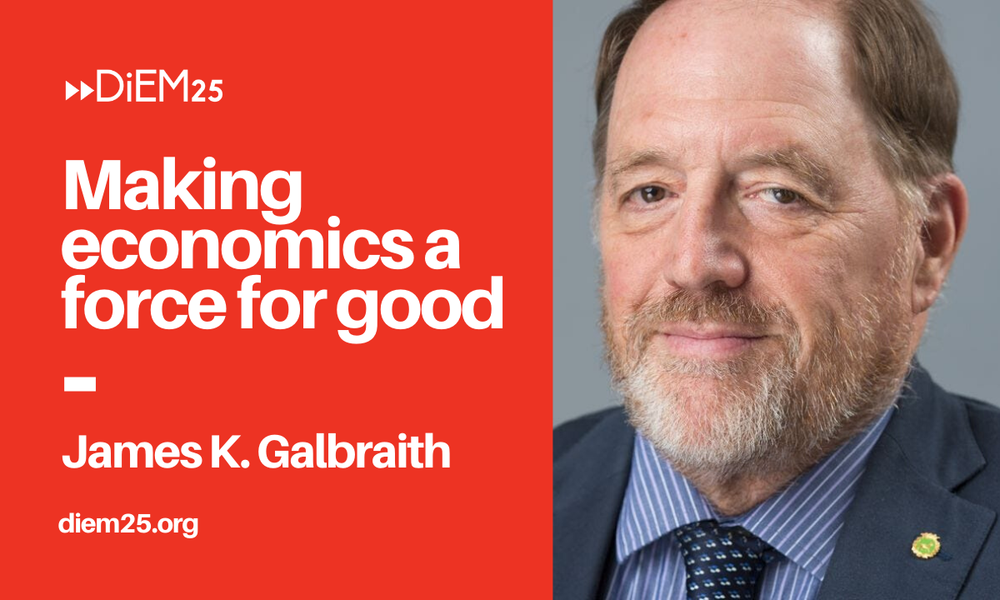 DiEM25
Making
economics a
force for good
James K. Galbraith
diem25.org